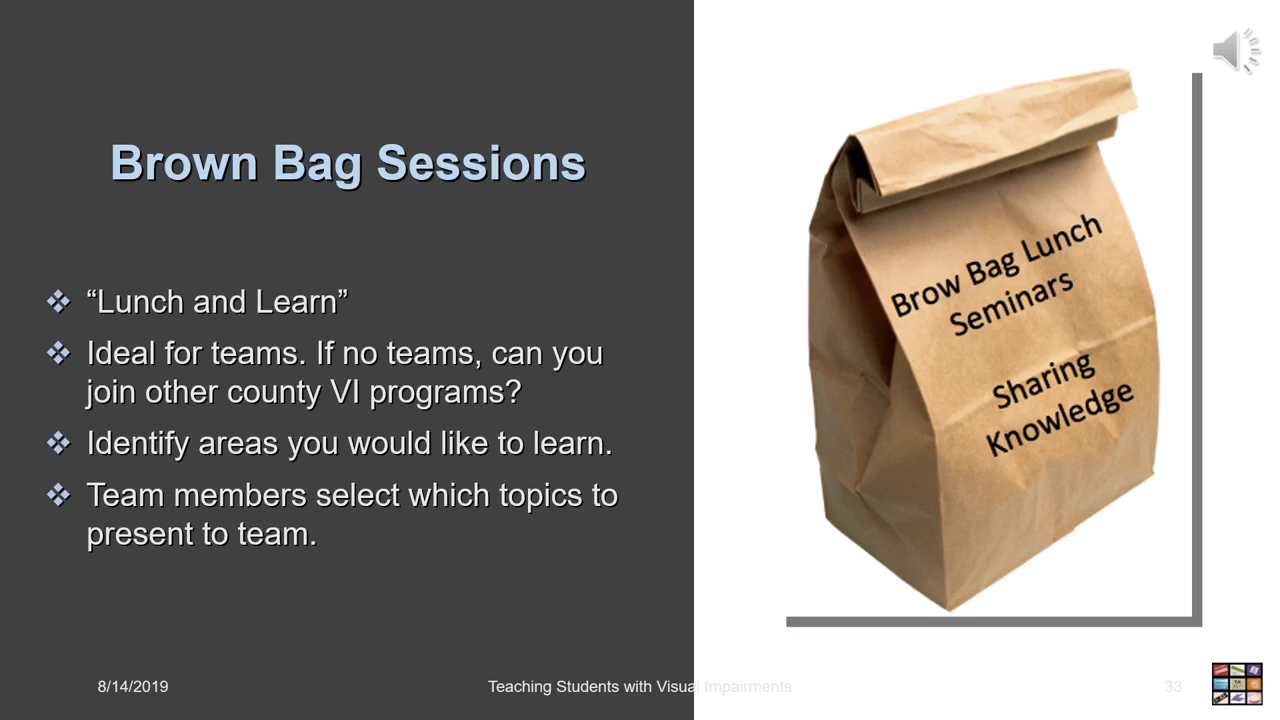 Brown Bag Sessions
“Lunch and Learn”
Ideal for teams. If no teams, can you
join other county VI programs?
Identify areas you would like to learn.
Team members select which topics to
present to team.
Brow Bag Lunch
Seminars
Sharing
Knowledge
8/14/2019
Teaching Students with Visual Impairments
33